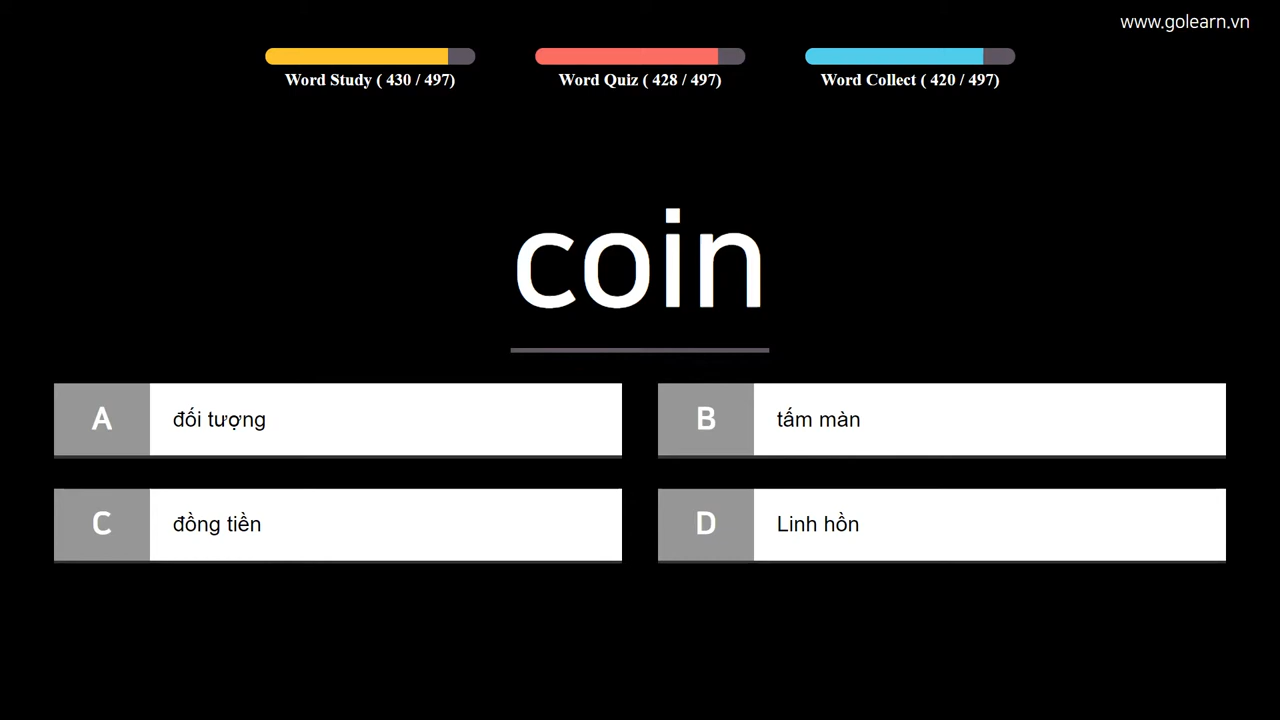 www.golearn.vn
Word Study ( 430 / 497)
Word Quiz ( 428 / 497)
Word Collect ( 420 / 497)
coin
A đối tượng
B tấm màn
C đồng tiền
D Linh hồn